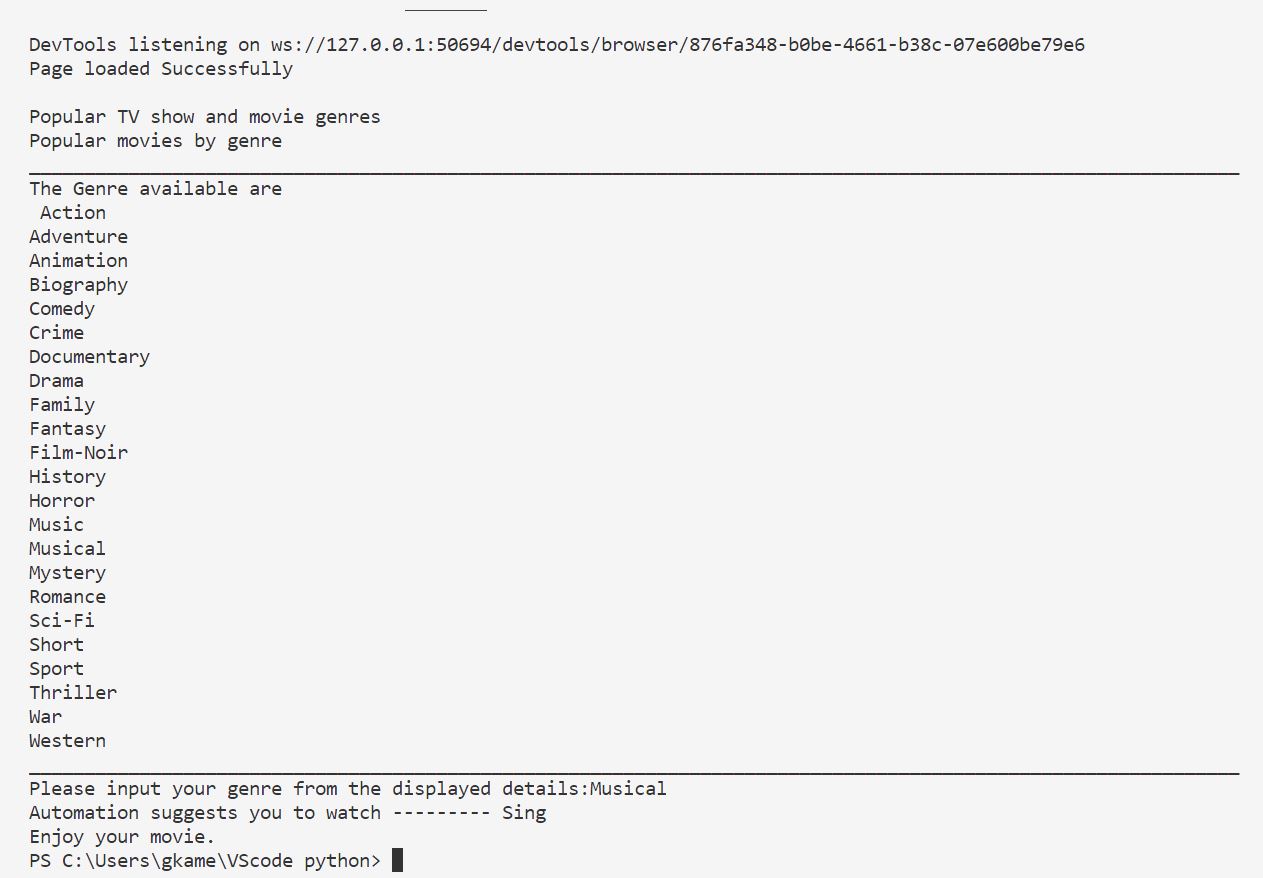 DevTools listening on ws://127.0.0.1:50694/devtools/browser/876fa348-b0be-4661-b38c-07e600be79e6
Page loaded Successfully
Popular TV show and movie genres
Popular movies by genre
The Genre available are
Action
Adventure
Animation
Biography
Comedy
Crime
Documentary
Drama
Family
Fantasy
Film-Noir
History
Horror
Music
Musical
Mystery
Romance
Sci-Fi
Short
Sport
Thriller
War
Western
Please input your genre from the displayed details:Musical
Automation suggests you to watch --------- Sing
Enjoy your movie.
PS C:\Users\gkame\VScode python>